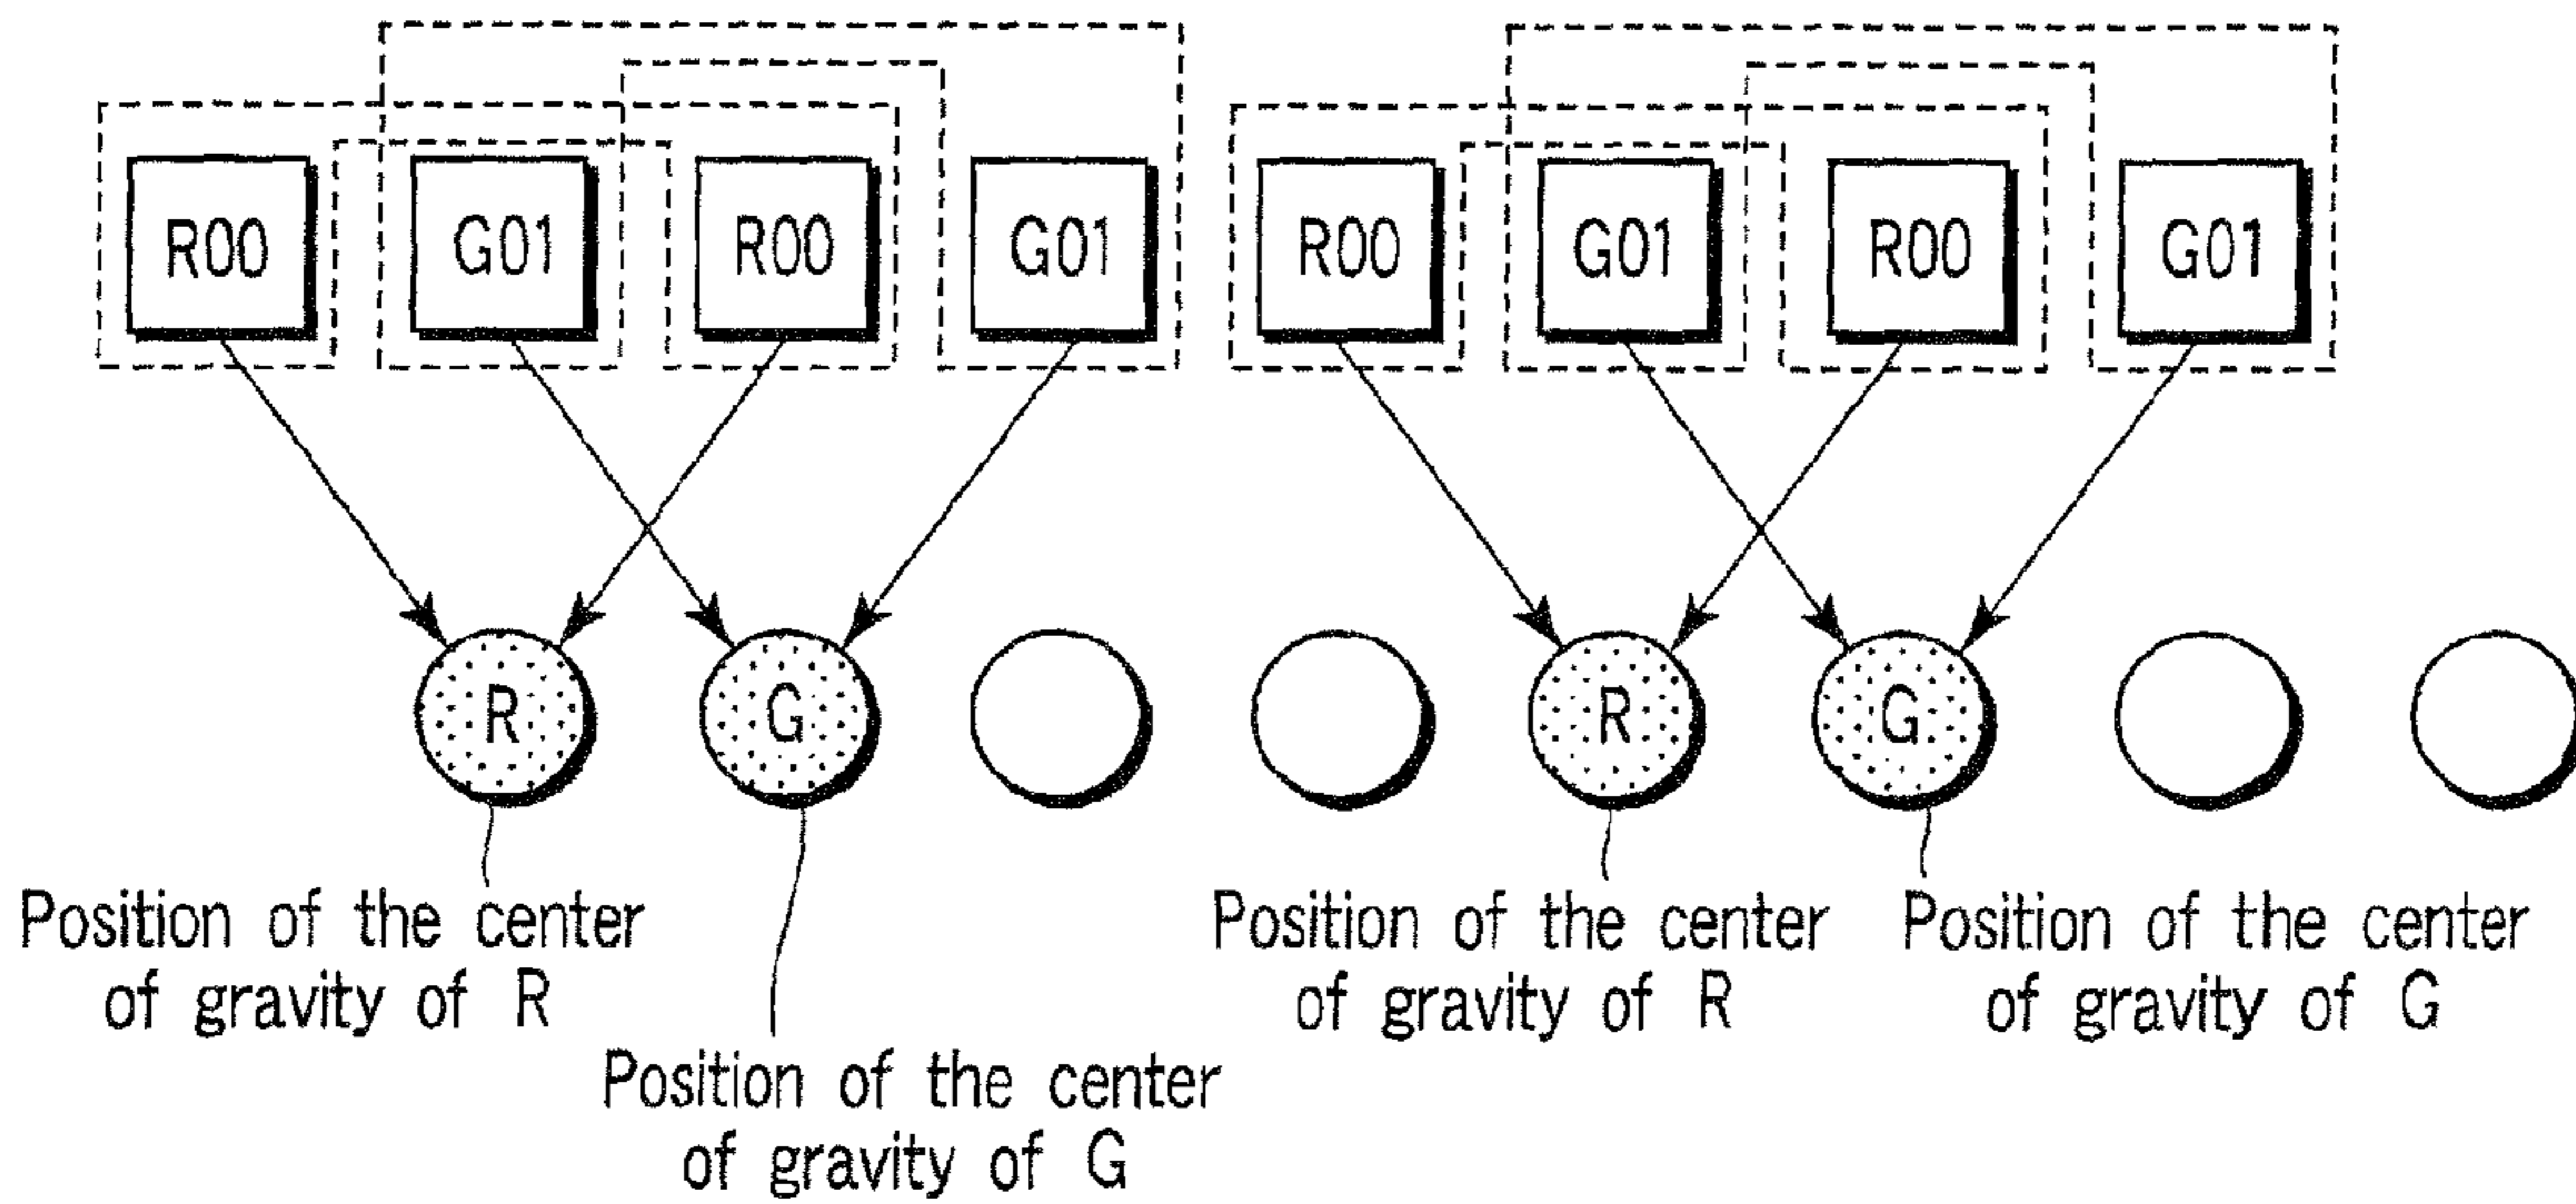 R00 G01 R00 G01 R00 G01 R00 G01
R G R G
Position of the center
of gravity of R
Position of the center
of gravity of G
Position of the center
of gravity of R
Position of the center
of gravity of G